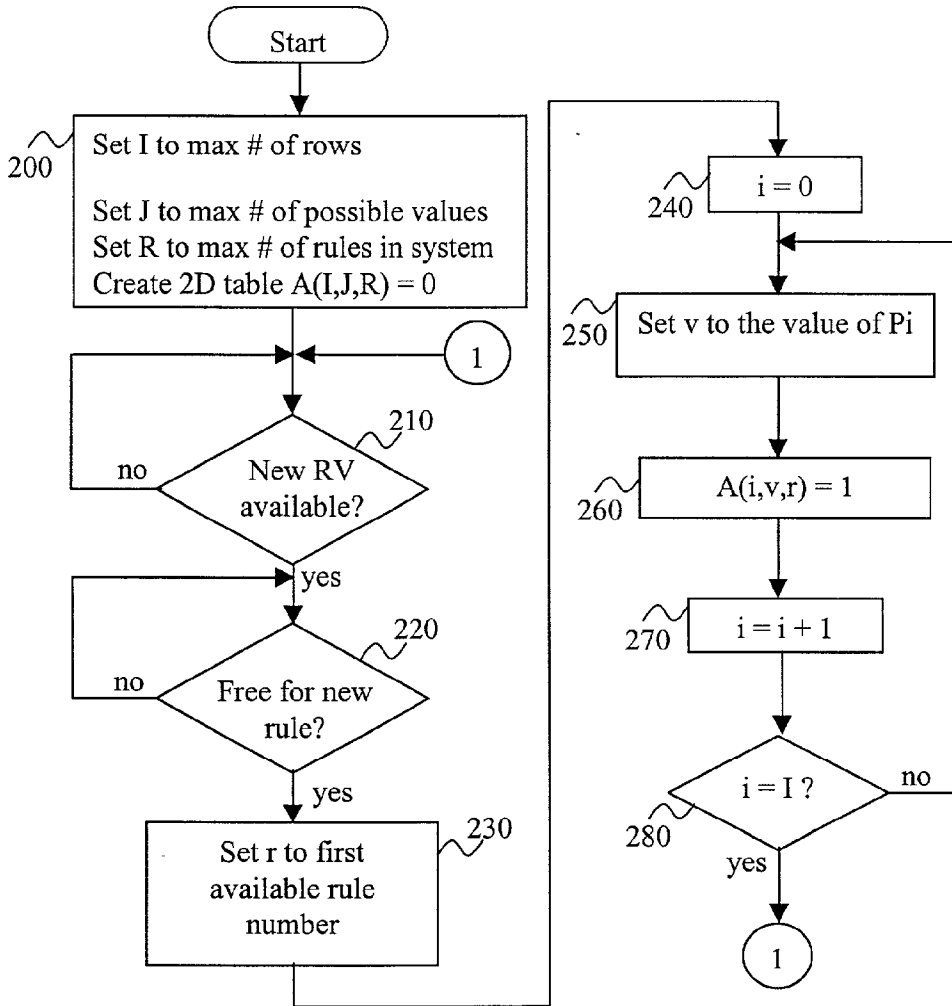 Start
200
Set I to max # of rows
Set J to max # of possible values
Set R to max # of rules in system
Create 2D table A(I,J,R) = 0
1
210
New RV
available?
no
yes
220
Free for new
rule?
no
yes
230
Set r to first
available rule
number
240
i = 0
250
Set v to the value of Pi
260
A(i,v,r) = 1
270
i = i + 1
280
i = I ?
no
yes
1